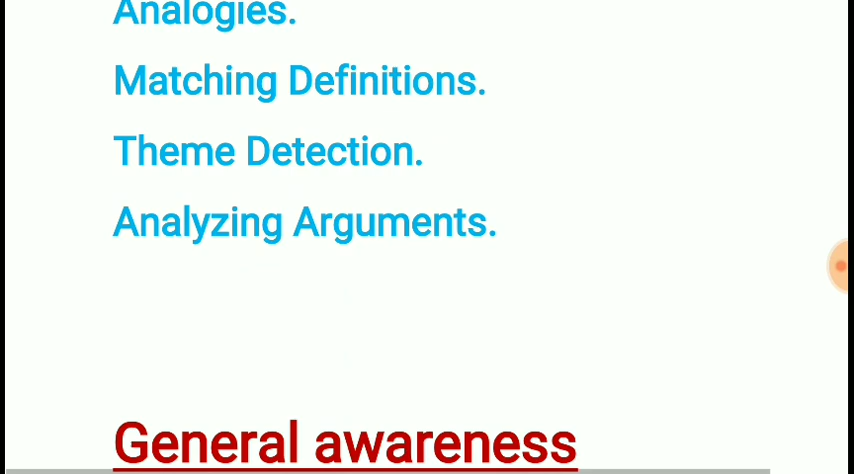 Analogies.
Matching Definitions.
Theme Detection.
Analyzing Arguments.
General awareness